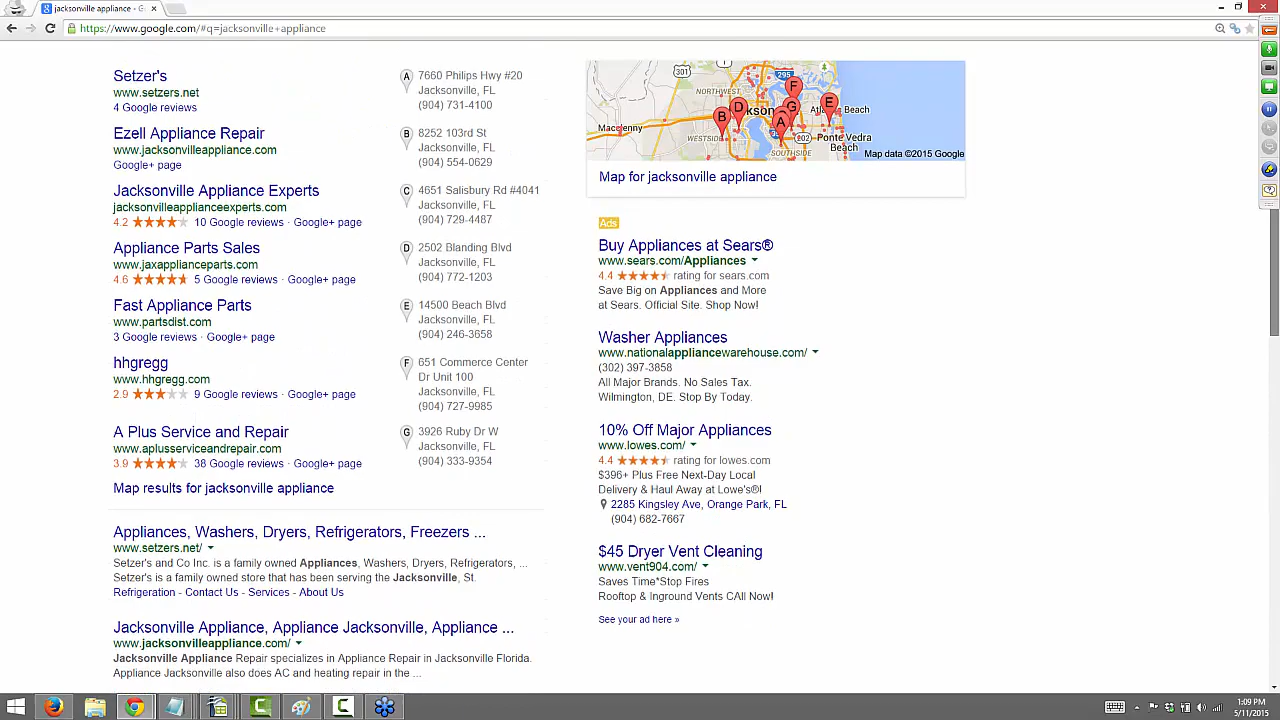 jacksonville appliance - G
https://www.google.com/#q=jacksonville+appliance
Setzer's
www.setzers.net
4 Google reviews
A
7660 Philips Hwy #20
Jacksonville, FL
(904) 731-4100
Ezell Appliance Repair
www.jacksonvilleappliance.com
Google+ page
B
8252 103rd St
Jacksonville, FL
(904) 554-0629
Jacksonville Appliance Experts
jacksonvilleapplianceexperts.com
4.2 10 Google reviews · Google+ page
C
4651 Salisbury Rd #4041
Jacksonville, FL
(904) 729-4487
Appliance Parts Sales
www.jaxapplianceparts.com
4.6 5 Google reviews · Google+ page
D
2502 Blanding Blvd
Jacksonville, FL
(904) 772-1203
Fast Appliance Parts
www.partsdist.com
3 Google reviews · Google+ page
E
14500 Beach Blvd
Jacksonville, FL
(904) 246-3658
hhgregg
www.hhgregg.com
2.9 9 Google reviews · Google+ page
F
651 Commerce Center
Dr Unit 100
Jacksonville, FL
(904) 727-9985
A Plus Service and Repair
www.aplusserviceandrepair.com
3.9 38 Google reviews · Google+ page
G
3926 Ruby Dr W
Jacksonville, FL
(904) 333-9354
Map results for jacksonville appliance
Appliances, Washers, Dryers, Refrigerators, Freezers ...
www.setzers.net/
Setzer's and Co Inc. is a family owned Appliances, Washers, Dryers, Refrigerators, ...
Setzer's is a family owned store that has been serving the Jacksonville, St.
Refrigeration - Contact Us - Services - About Us
Jacksonville Appliance, Appliance Jacksonville, Appliance ...
www.jacksonvilleappliance.com/
Jacksonville Appliance Repair specializes in Appliance Repair in Jacksonville Florida.
Appliance Jacksonville also does AC and heating repair in the ...
301
295
NORTHWEST
F
E
D
G
B
A
Atlantic Beach
Macclenny
WESTSIDE
202
Ponte Vedra
Beach
SOUTHSIDE
Map data ©2015 Google
Map for jacksonville appliance
Ads
Buy Appliances at Sears®
www.sears.com/Appliances
4.4 rating for sears.com
Save Big on Appliances and More
at Sears. Official Site. Shop Now!
Washer Appliances
www.nationalappliancewarehouse.com/
(302) 397-3858
All Major Brands. No Sales Tax.
Wilmington, DE. Stop By Today.
10% Off Major Appliances
www.lowes.com/
4.4 rating for lowes.com
$396+ Plus Free Next-Day Local
Delivery & Haul Away at Lowe's®!
2285 Kingsley Ave, Orange Park, FL
(904) 682-7667
$45 Dryer Vent Cleaning
www.vent904.com/
Saves Time*Stop Fires
Rooftop & Inground Vents CAll Now!
See your ad here »
1:09 PM
5/11/2015